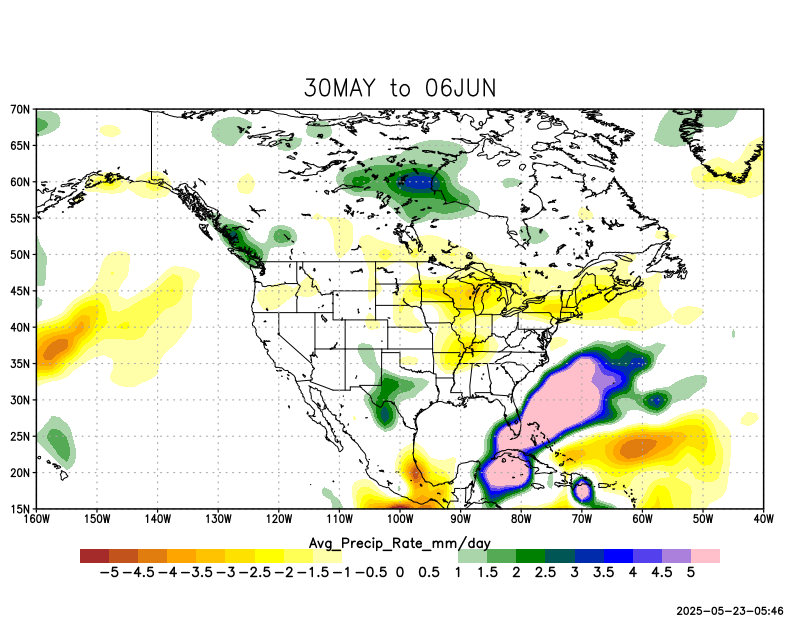 30MAY to 06JUN
70N
65N
60N
55N
50N
45N
40N
35N
30N
25N
20N
15N
160W 150W 140W 130W 120W 110W 100W 90W 80W 70W 60W 50W 40W
Avg_Precip_Rate_mm/day
-5 -4.5 -4 -3.5 -3 -2.5 -2 -1.5 -1 -0.5 0 0.5 1 1.5 2 2.5 3 3.5 4 4.5 5
2025-05-23-05:46